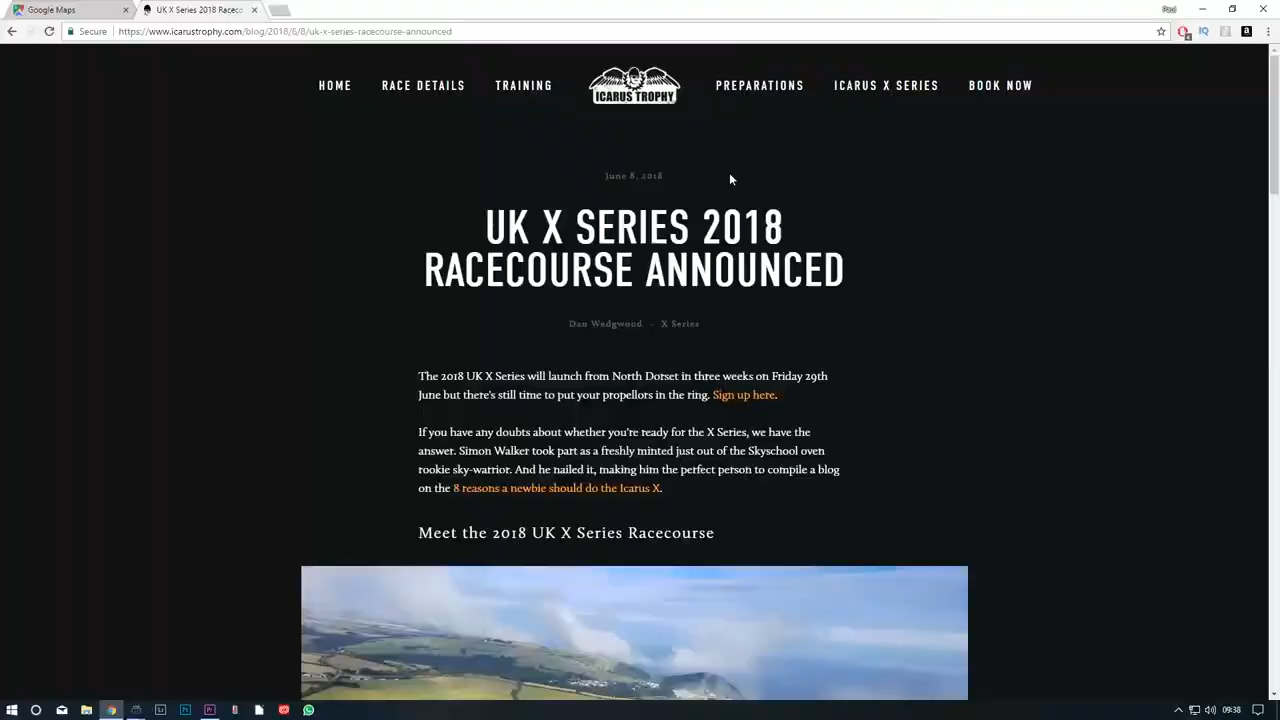 Google Maps
UK X Series 2018 Raceco
Paul
Secure
https://www.icarustrophy.com/blog/2018/6/8/uk-x-series-racecourse-announced
HOME
RACE DETAILS
TRAINING
ICARUS TROPHY
PREPARATIONS
ICARUS X SERIES
BOOK NOW
June 8, 2018
UK X SERIES 2018
RACECOURSE ANNOUNCED
Dan Wedgwood – X Series
The 2018 UK X Series will launch from North Dorset in three weeks on Friday 29th
June but there's still time to put your propellors in the ring. Sign up here.
If you have any doubts about whether you're ready for the X Series, we have the
answer. Simon Walker took part as a freshly minted just out of the Skyschool oven
rookie sky-warrior. And he nailed it, making him the perfect person to compile a blog
on the 8 reasons a newbie should do the Icarus X.
Meet the 2018 UK X Series Racecourse
09:38